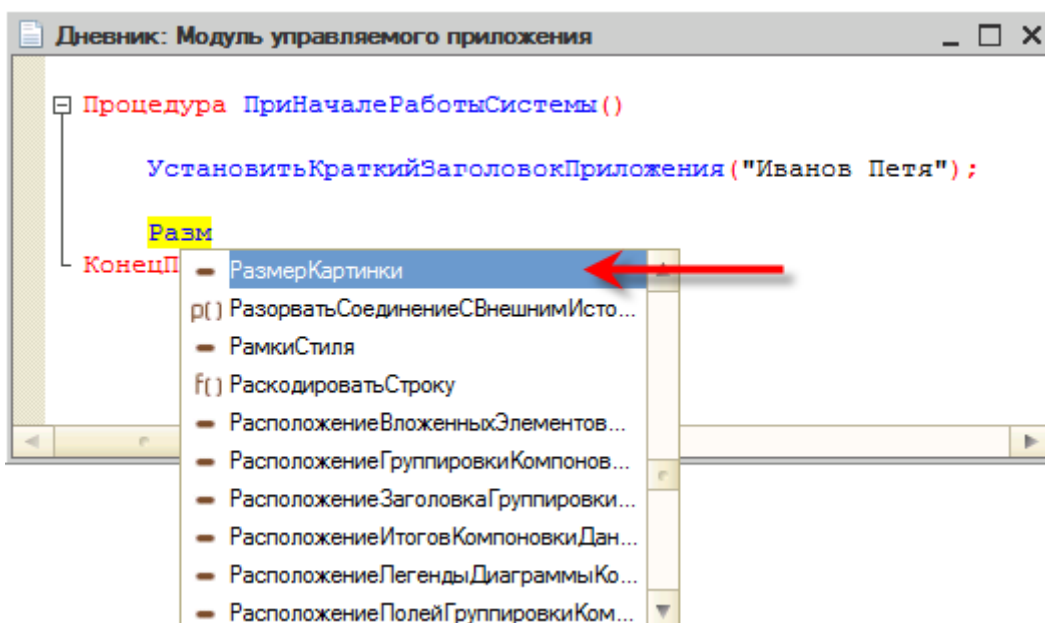 Дневник: Модуль управляемого приложения
Процедура ПриНачалеРаботыСистемы()
УстановитьКраткийЗаголовокПриложения("Иванов Петя");
Разм
КонецП
РазмерКартинки
p() РазорватьСоединениеСВнешнимИсто...
РамкиСтиля
f() РаскодироватьСтроку
РасположениеВложенныхЭлементов...
РасположениеГруппировкиКомпонов...
РасположениеЗаголовкаГруппировки...
РасположениеИтоговКомпоновкиДан...
РасположениеЛегендыДиаграммыКо...
РасположениеПолейГруппировкиКом...